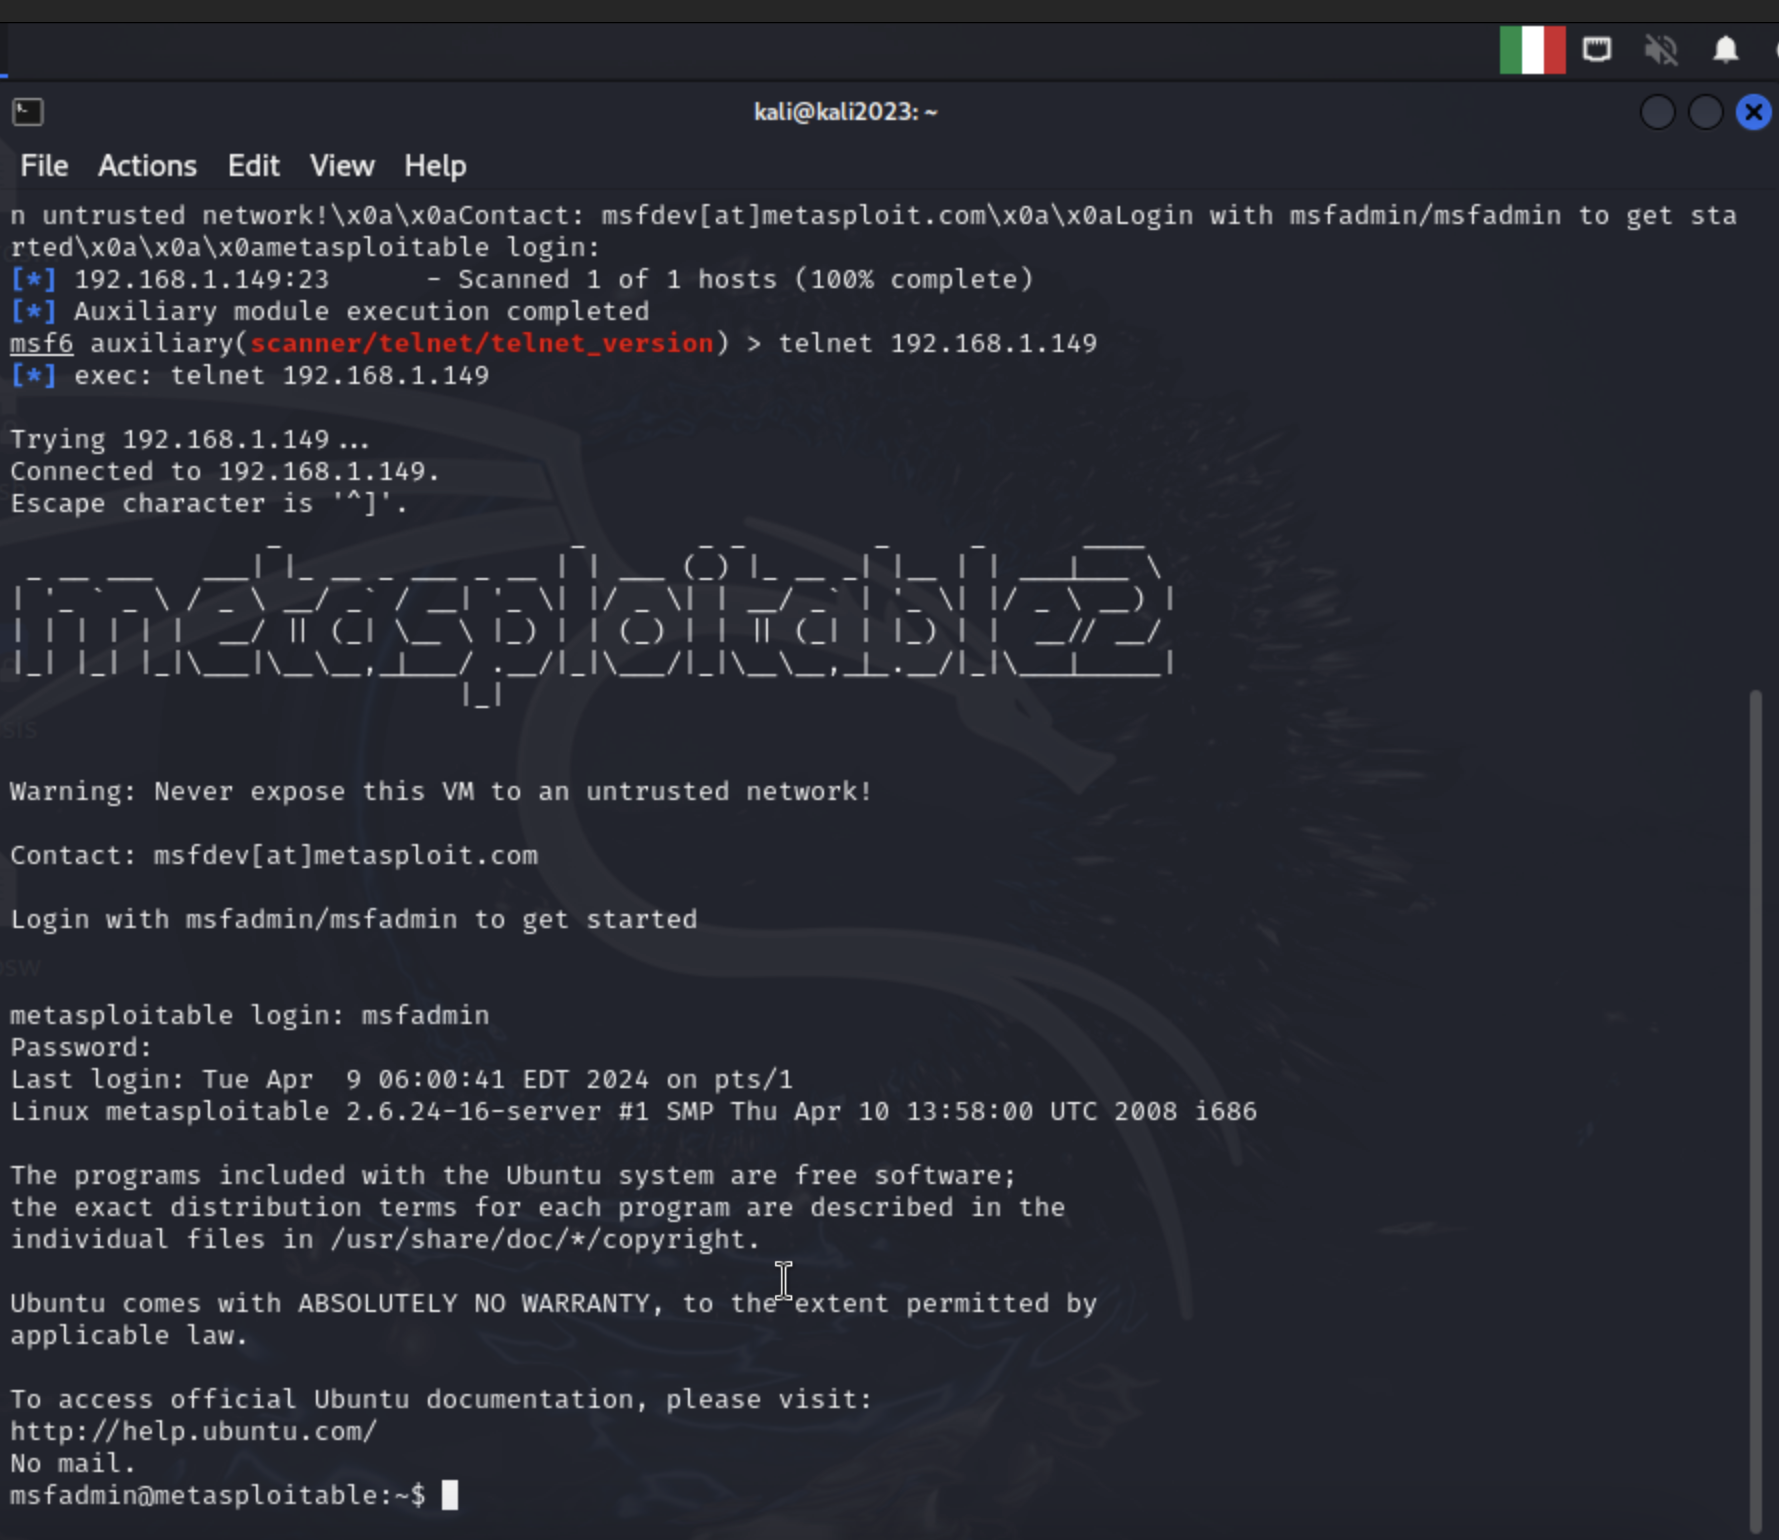 kali@kali2023: ~
File Actions Edit View Help
n untrusted network!\x0a\x0aContact: msfdev[at]metasploit.com\x0a\x0aLogin with msfadmin/msfadmin to get sta
rted\x0a\x0a\x0ametasploitable login:
[*] 192.168.1.149:23      - Scanned 1 of 1 hosts (100% complete)
[*] Auxiliary module execution completed
msf6 auxiliary(scanner/telnet/telnet_version) > telnet 192.168.1.149
[*] exec: telnet 192.168.1.149
Trying 192.168.1.149...
Connected to 192.168.1.149.
Escape character is '^]'.
metasploitable2
Warning: Never expose this VM to an untrusted network!
Contact: msfdev[at]metasploit.com
Login with msfadmin/msfadmin to get started
metasploitable login: msfadmin
Password:
Last login: Tue Apr  9 06:00:41 EDT 2024 on pts/1
Linux metasploitable 2.6.24-16-server #1 SMP Thu Apr 10 13:58:00 UTC 2008 i686
The programs included with the Ubuntu system are free software;
the exact distribution terms for each program are described in the
individual files in /usr/share/doc/*/copyright.
Ubuntu comes with ABSOLUTELY NO WARRANTY, to the extent permitted by
applicable law.
To access official Ubuntu documentation, please visit:
http://help.ubuntu.com/
No mail.
msfadmin@metasploitable:~$